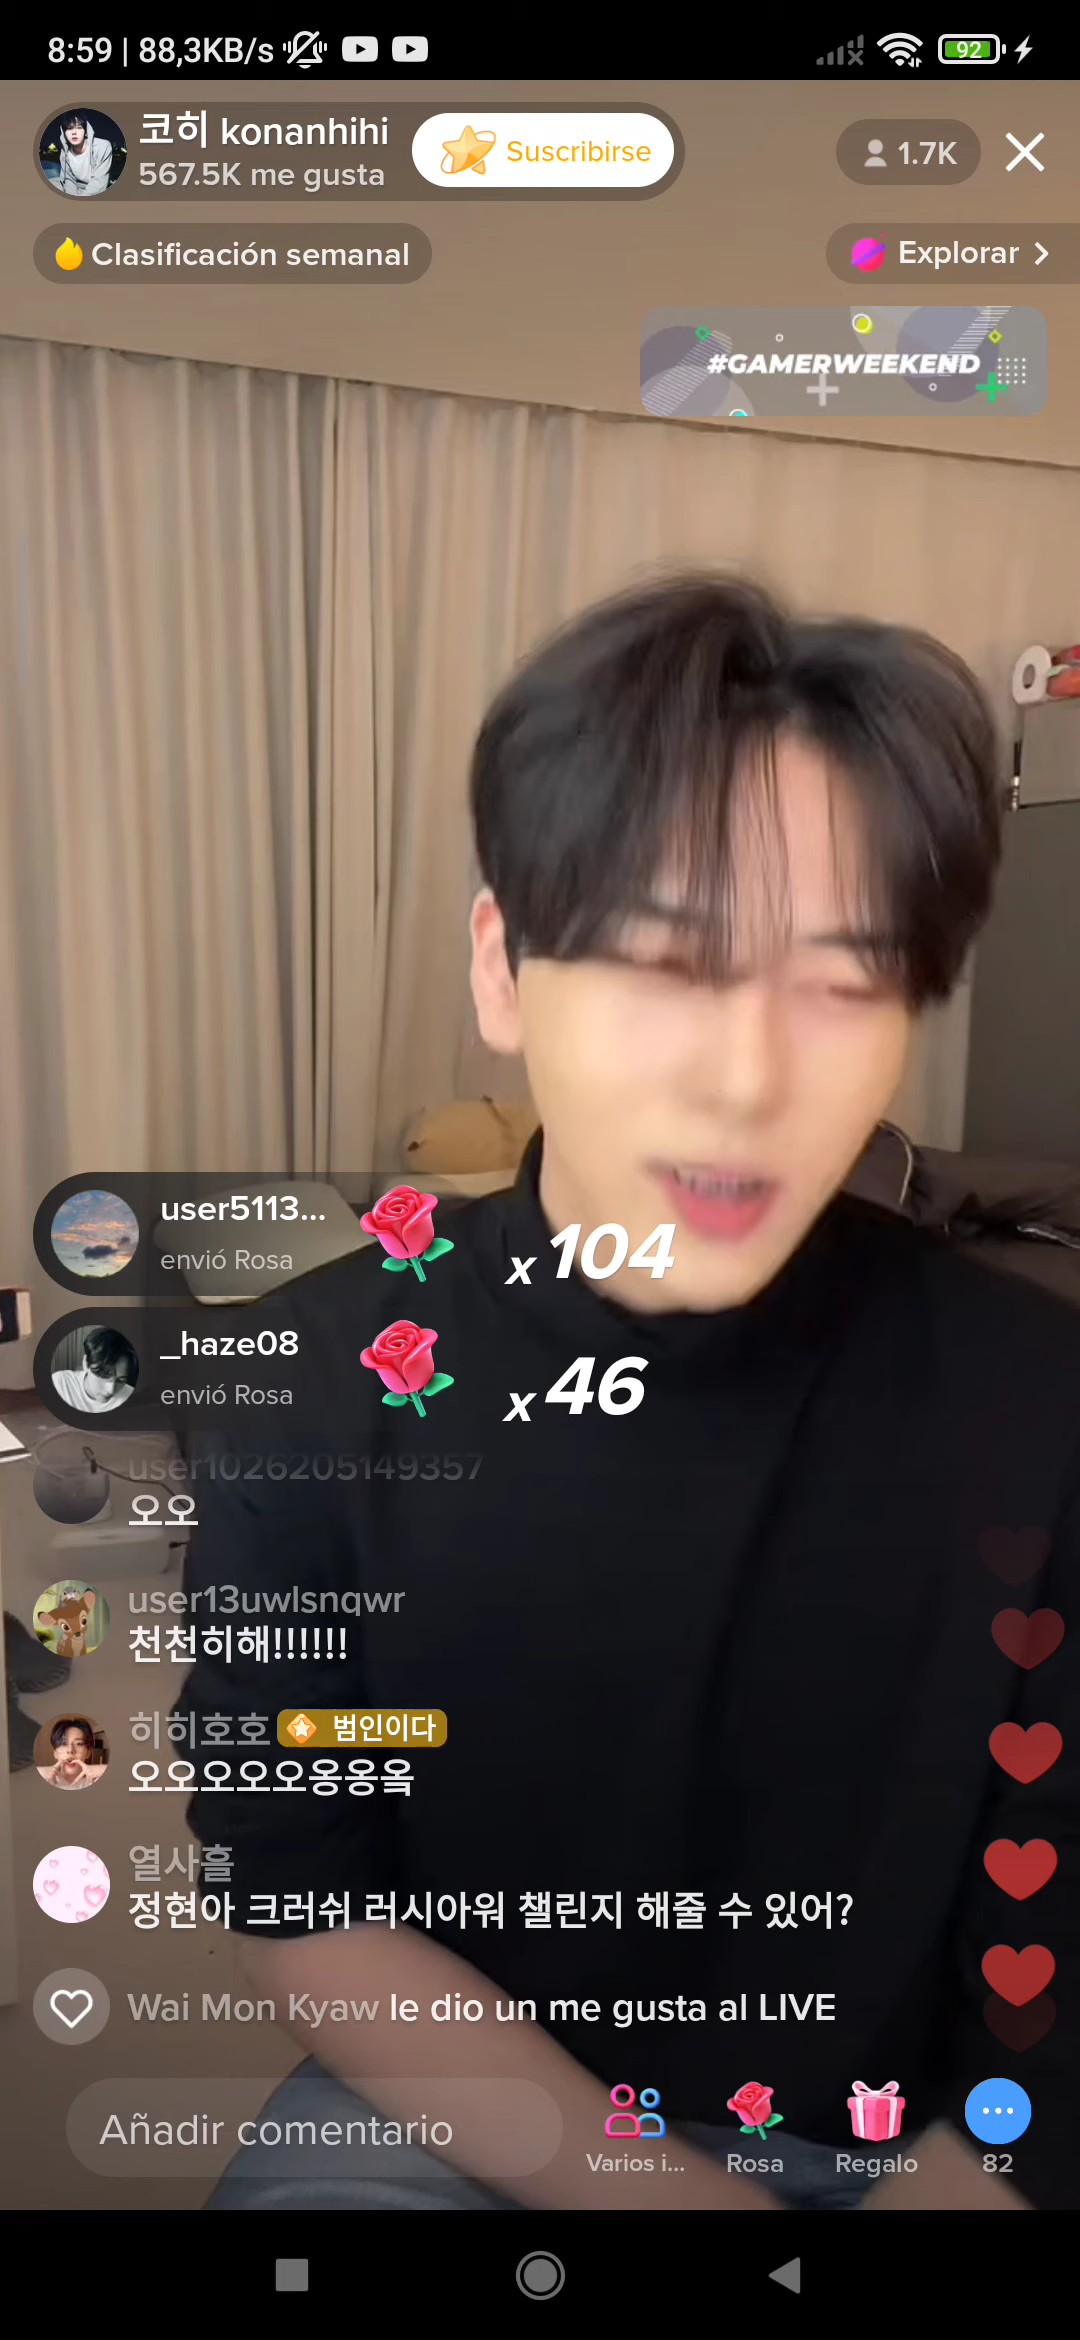 8:59 | 88,3KB/s
92
코히 konanhihi
567.5K me gusta
Suscribirse
1.7K
Clasificación semanal
Explorar
#GAMERWEEKEND
user5113...
envió Rosa
x 104
_haze08
envió Rosa
x 46
user1026205149357
오오
user13uwlsnqwr
천천히해!!!!!!
히히호호 범인이다
오오오오오옹옹옼
열사흘
정현아 크러쉬 러시아워 챌린지 해줄 수 있어?
Wai Mon Kyaw le dio un me gusta al LIVE
Añadir comentario
Varios i...
Rosa
Regalo
82